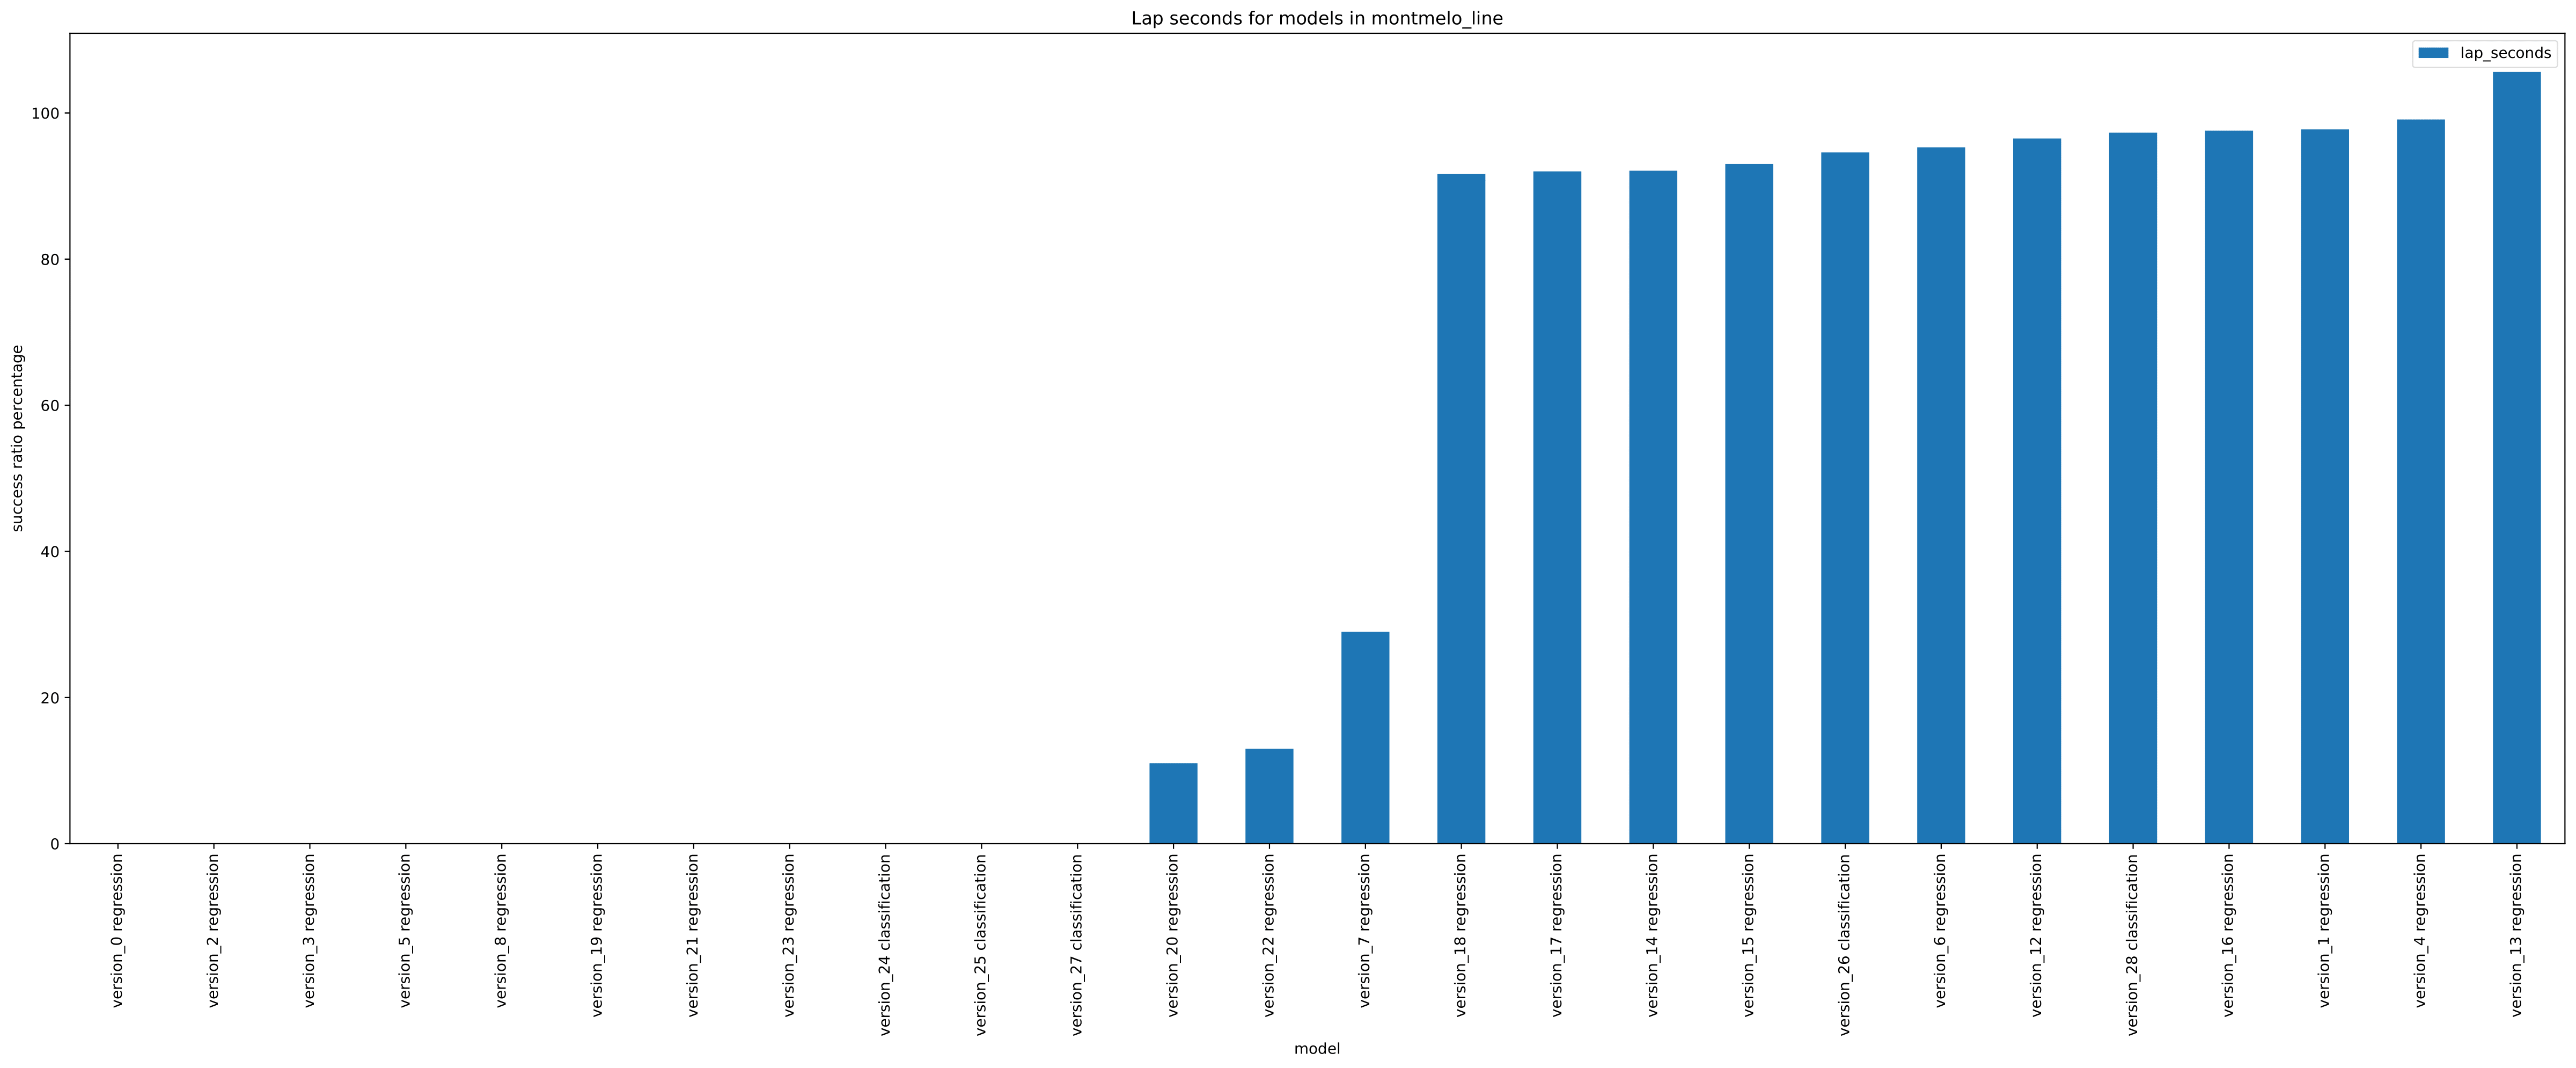 Lap seconds for models in montmelo_line
lap_seconds
success ratio percentage
100
80
60
40
20
0
version_0 regression
version_2 regression
version_3 regression
version_5 regression
version_8 regression
version_19 regression
version_21 regression
version_23 regression
version_24 classification
version_25 classification
version_27 classification
version_20 regression
version_22 regression
version_7 regression
version_18 regression
version_17 regression
version_14 regression
version_15 regression
version_26 classification
version_6 regression
version_12 regression
version_28 classification
version_16 regression
version_1 regression
version_4 regression
version_13 regression
model